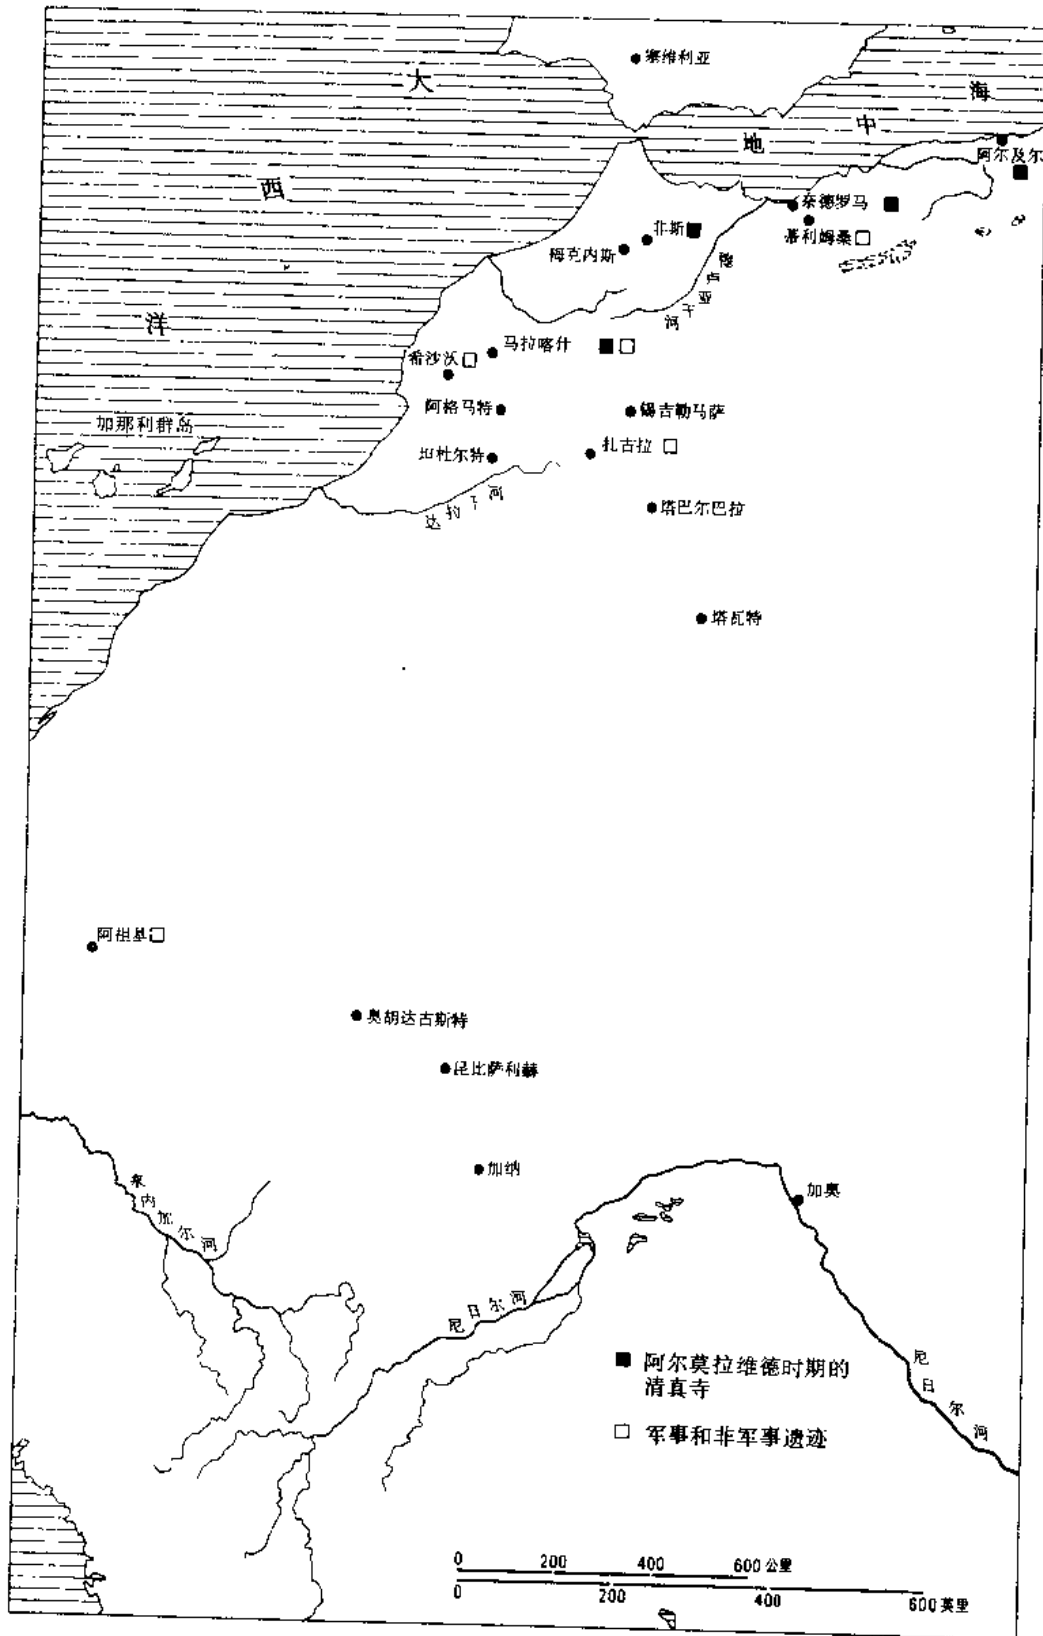 塞维利亚
大西洋
地中海
阿尔及尔
奈德罗马
蒂利姆桑
非斯
梅克内斯
穆卢亚干河
马拉喀什
希沙沃
阿格马特
锡吉勒马萨
加那利群岛
坦杜尔特
扎古拉
达拉干河
塔巴尔巴拉
塔瓦特
阿祖基
奥胡达古斯特
昆比萨利赫
加纳
加奥
塞内加尔河
尼日尔河
尼日尔河
阿尔莫拉维德时期的
清真寺
军事和非军事遗迹
0 200 400 600 公里
0 200 400 600 英里